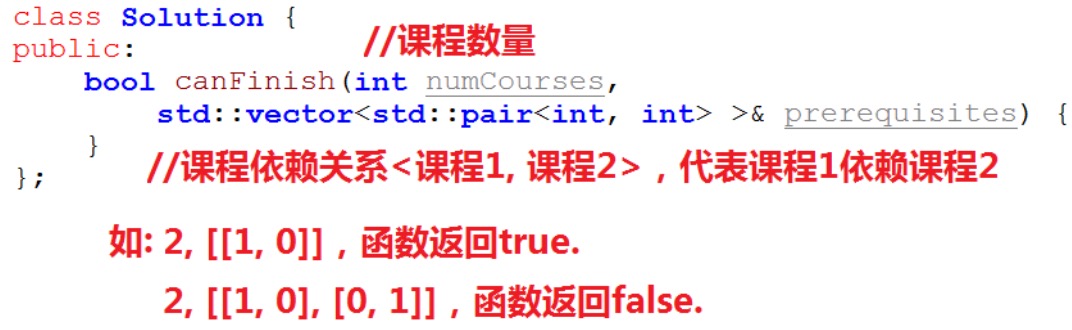 class Solution {
public: //课程数量
bool canFinish(int numCourses,
std::vector<std::pair<int, int> >& prerequisites) {
}
//课程依赖关系<课程1, 课程2>，代表课程1依赖课程2
};
如: 2, [[1, 0]]，函数返回true.
2, [[1, 0], [0, 1]]，函数返回false.